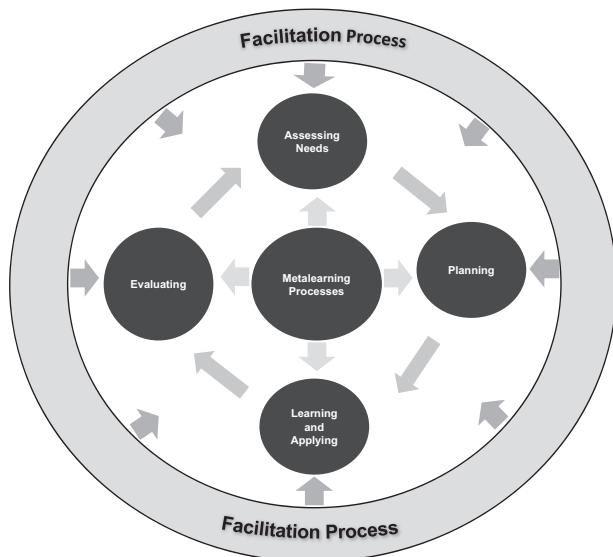 Facilitation Process
Assessing
Needs
Evaluating
Metalearning
Processes
Planning
Learning
and
Applying
Facilitation Process